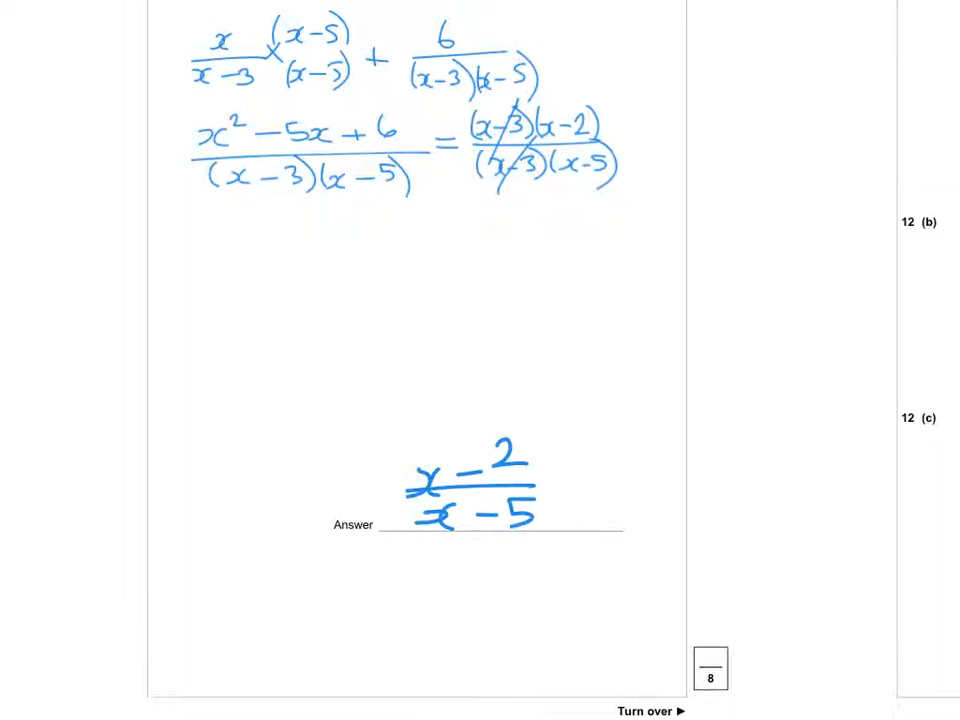 x/(x-3) × (x-5)/(x-5) + 6/((x-3)(x-5))
(x² - 5x + 6)/((x-3)(x-5)) = ((x-3)(x-2))/((x-3)(x-5))
12 (b)
12 (c)
Answer (x-2)/(x-5)
8
Turn over ▶